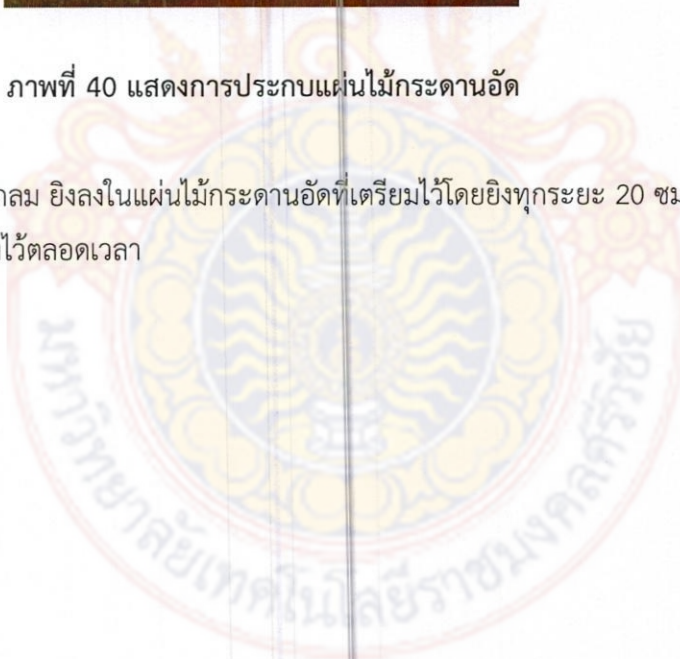 ภาพที่ 40 แสดงการประกบแผ่นไม้กระดานอัด
ลม ยิงลงในแผ่นไม้กระดานอัดที่เตรียมไว้โดยยิงทุกระยะ 20 ซม
ไว้ตลอดเวลา
มหาวิทยาลัยเทคโนโลยีราชมงคลศรีวิชัย